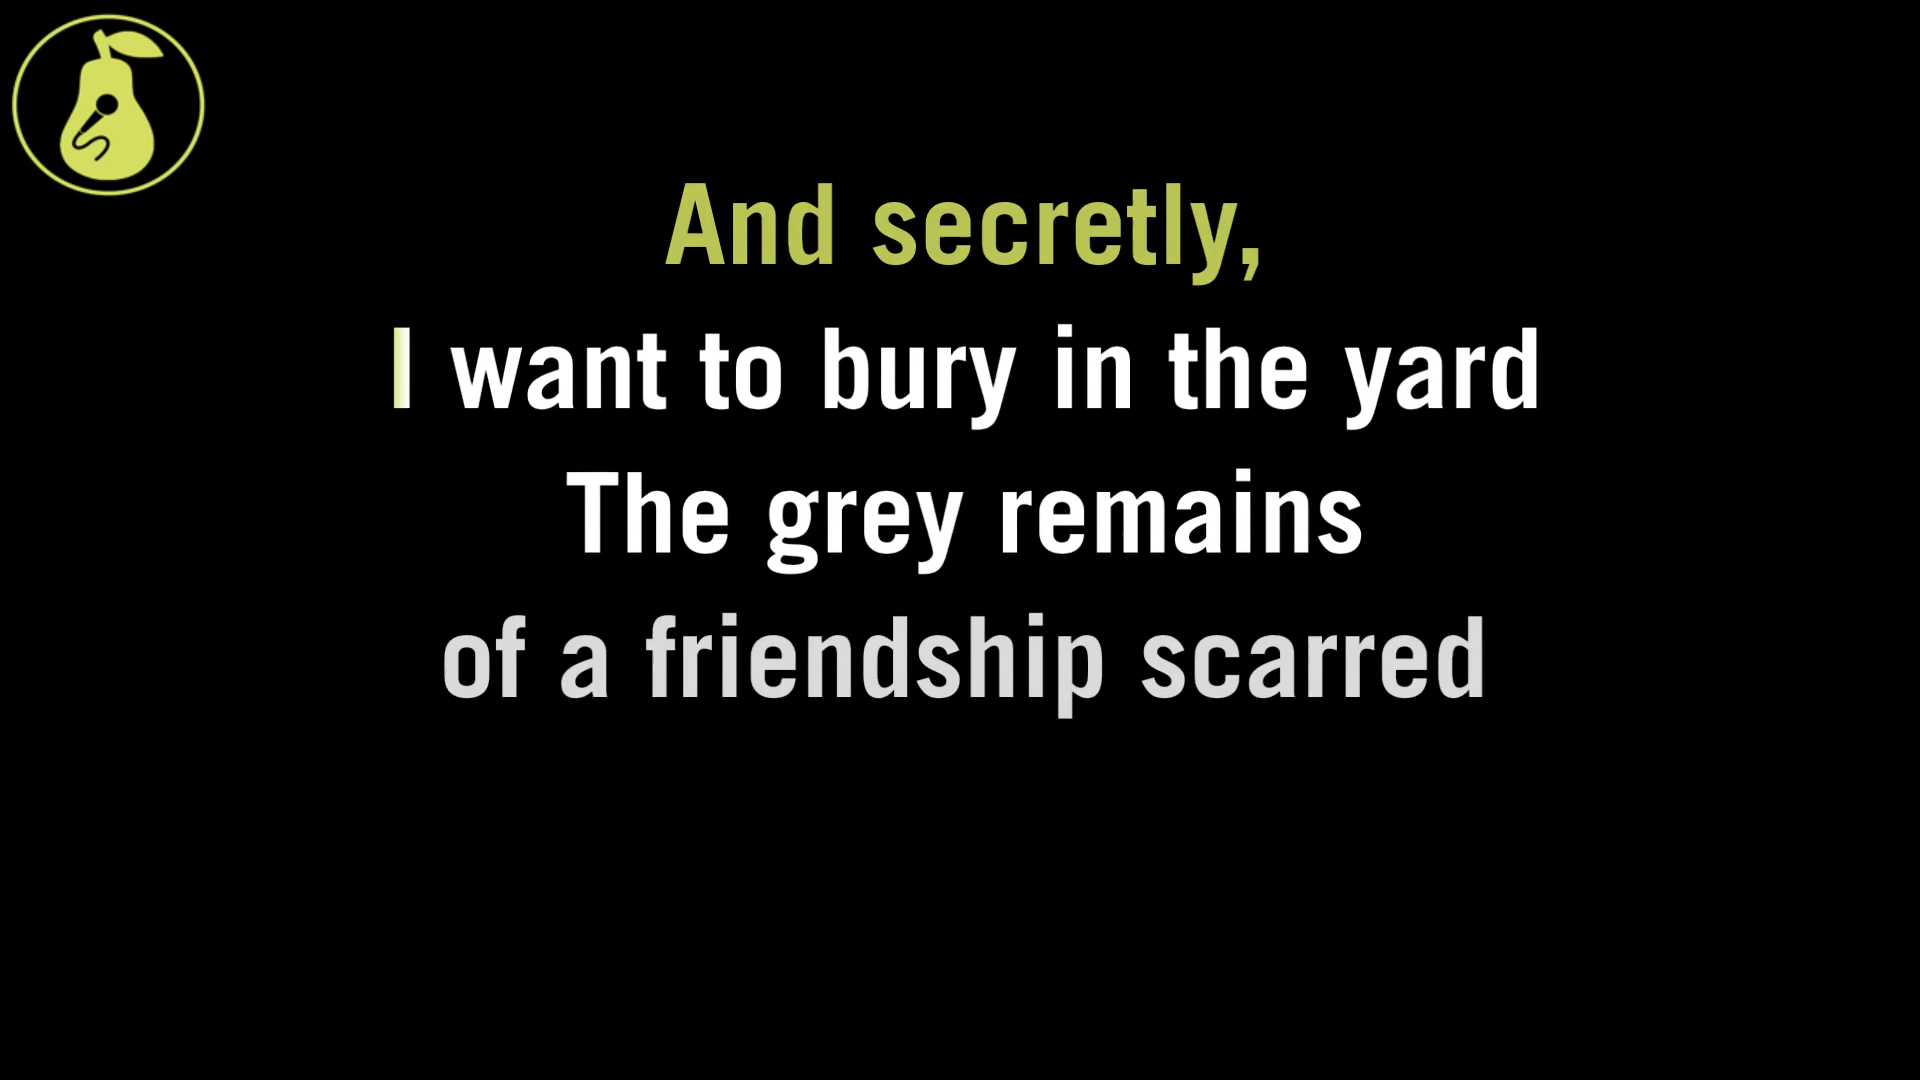 And secretly,
I want to bury in the yard
The grey remains
of a friendship scarred